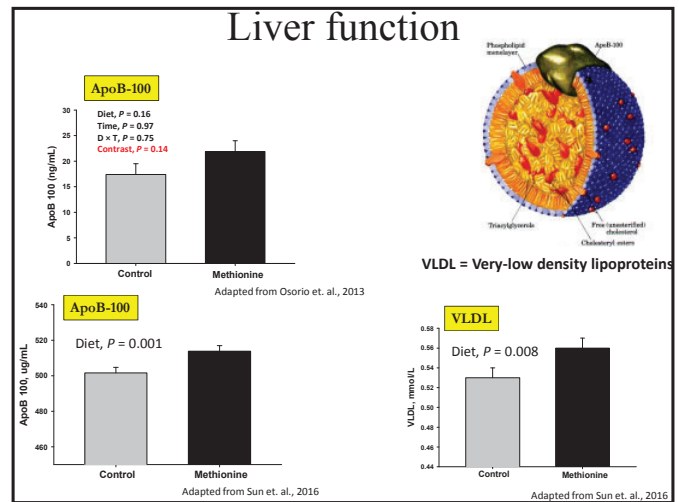 Liver function
ApoB-100
Diet, P = 0.16
Time, P = 0.97
D × T, P = 0.75
Contrast, P = 0.14
ApoB 100 (ng/mL)
30
25
20
15
10
5
0
Control
Methionine
Adapted from Osorio et. al., 2013
Phospholipid
monolayer
ApoB-100
Triacylglycerols
Free (unesterified)
cholesterol
Cholesteryl esters
VLDL = Very-low density lipoproteins
ApoB-100
Diet, P = 0.001
ApoB 100, ug/mL
540
520
500
480
460
Control
Methionine
Adapted from Sun et. al., 2016
VLDL
Diet, P = 0.008
VLDL, mmol/L
0.58
0.56
0.54
0.52
0.50
0.48
0.46
0.44
Control
Methionine
Adapted from Sun et. al., 2016